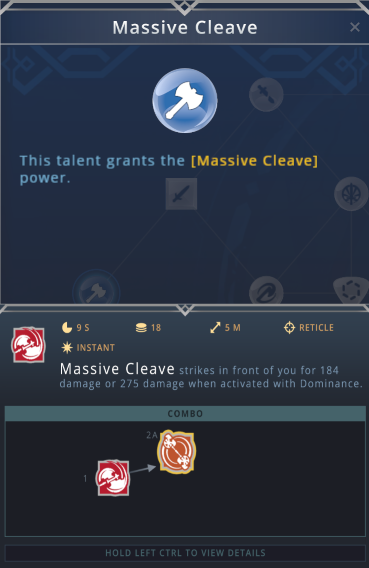 Massive Cleave
This talent grants the [Massive Cleave]
power.
9 S 18 5 M RETICLE
INSTANT
Massive Cleave strikes in front of you for 184
damage or 275 damage when activated with Dominance.
COMBO
2A
1
HOLD LEFT CTRL TO VIEW DETAILS